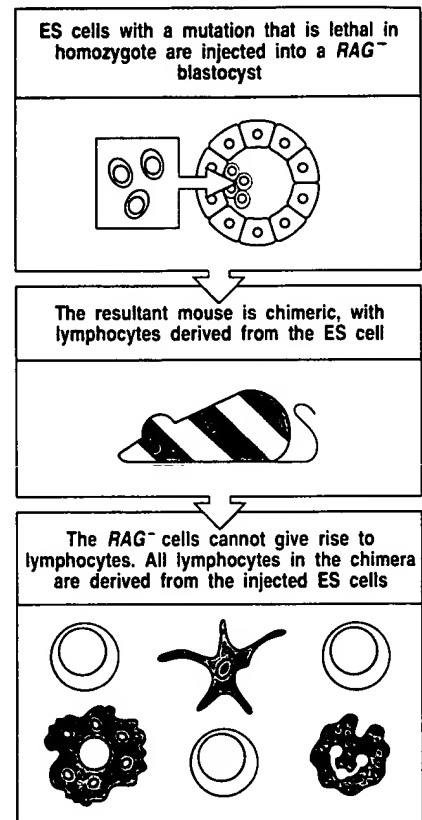 ES cells with a mutation that is lethal in
homozygote are injected into a RAG⁻
blastocyst
The resultant mouse is chimeric, with
lymphocytes derived from the ES cell
The RAG⁻ cells cannot give rise to
lymphocytes. All lymphocytes in the chimera
are derived from the injected ES cells